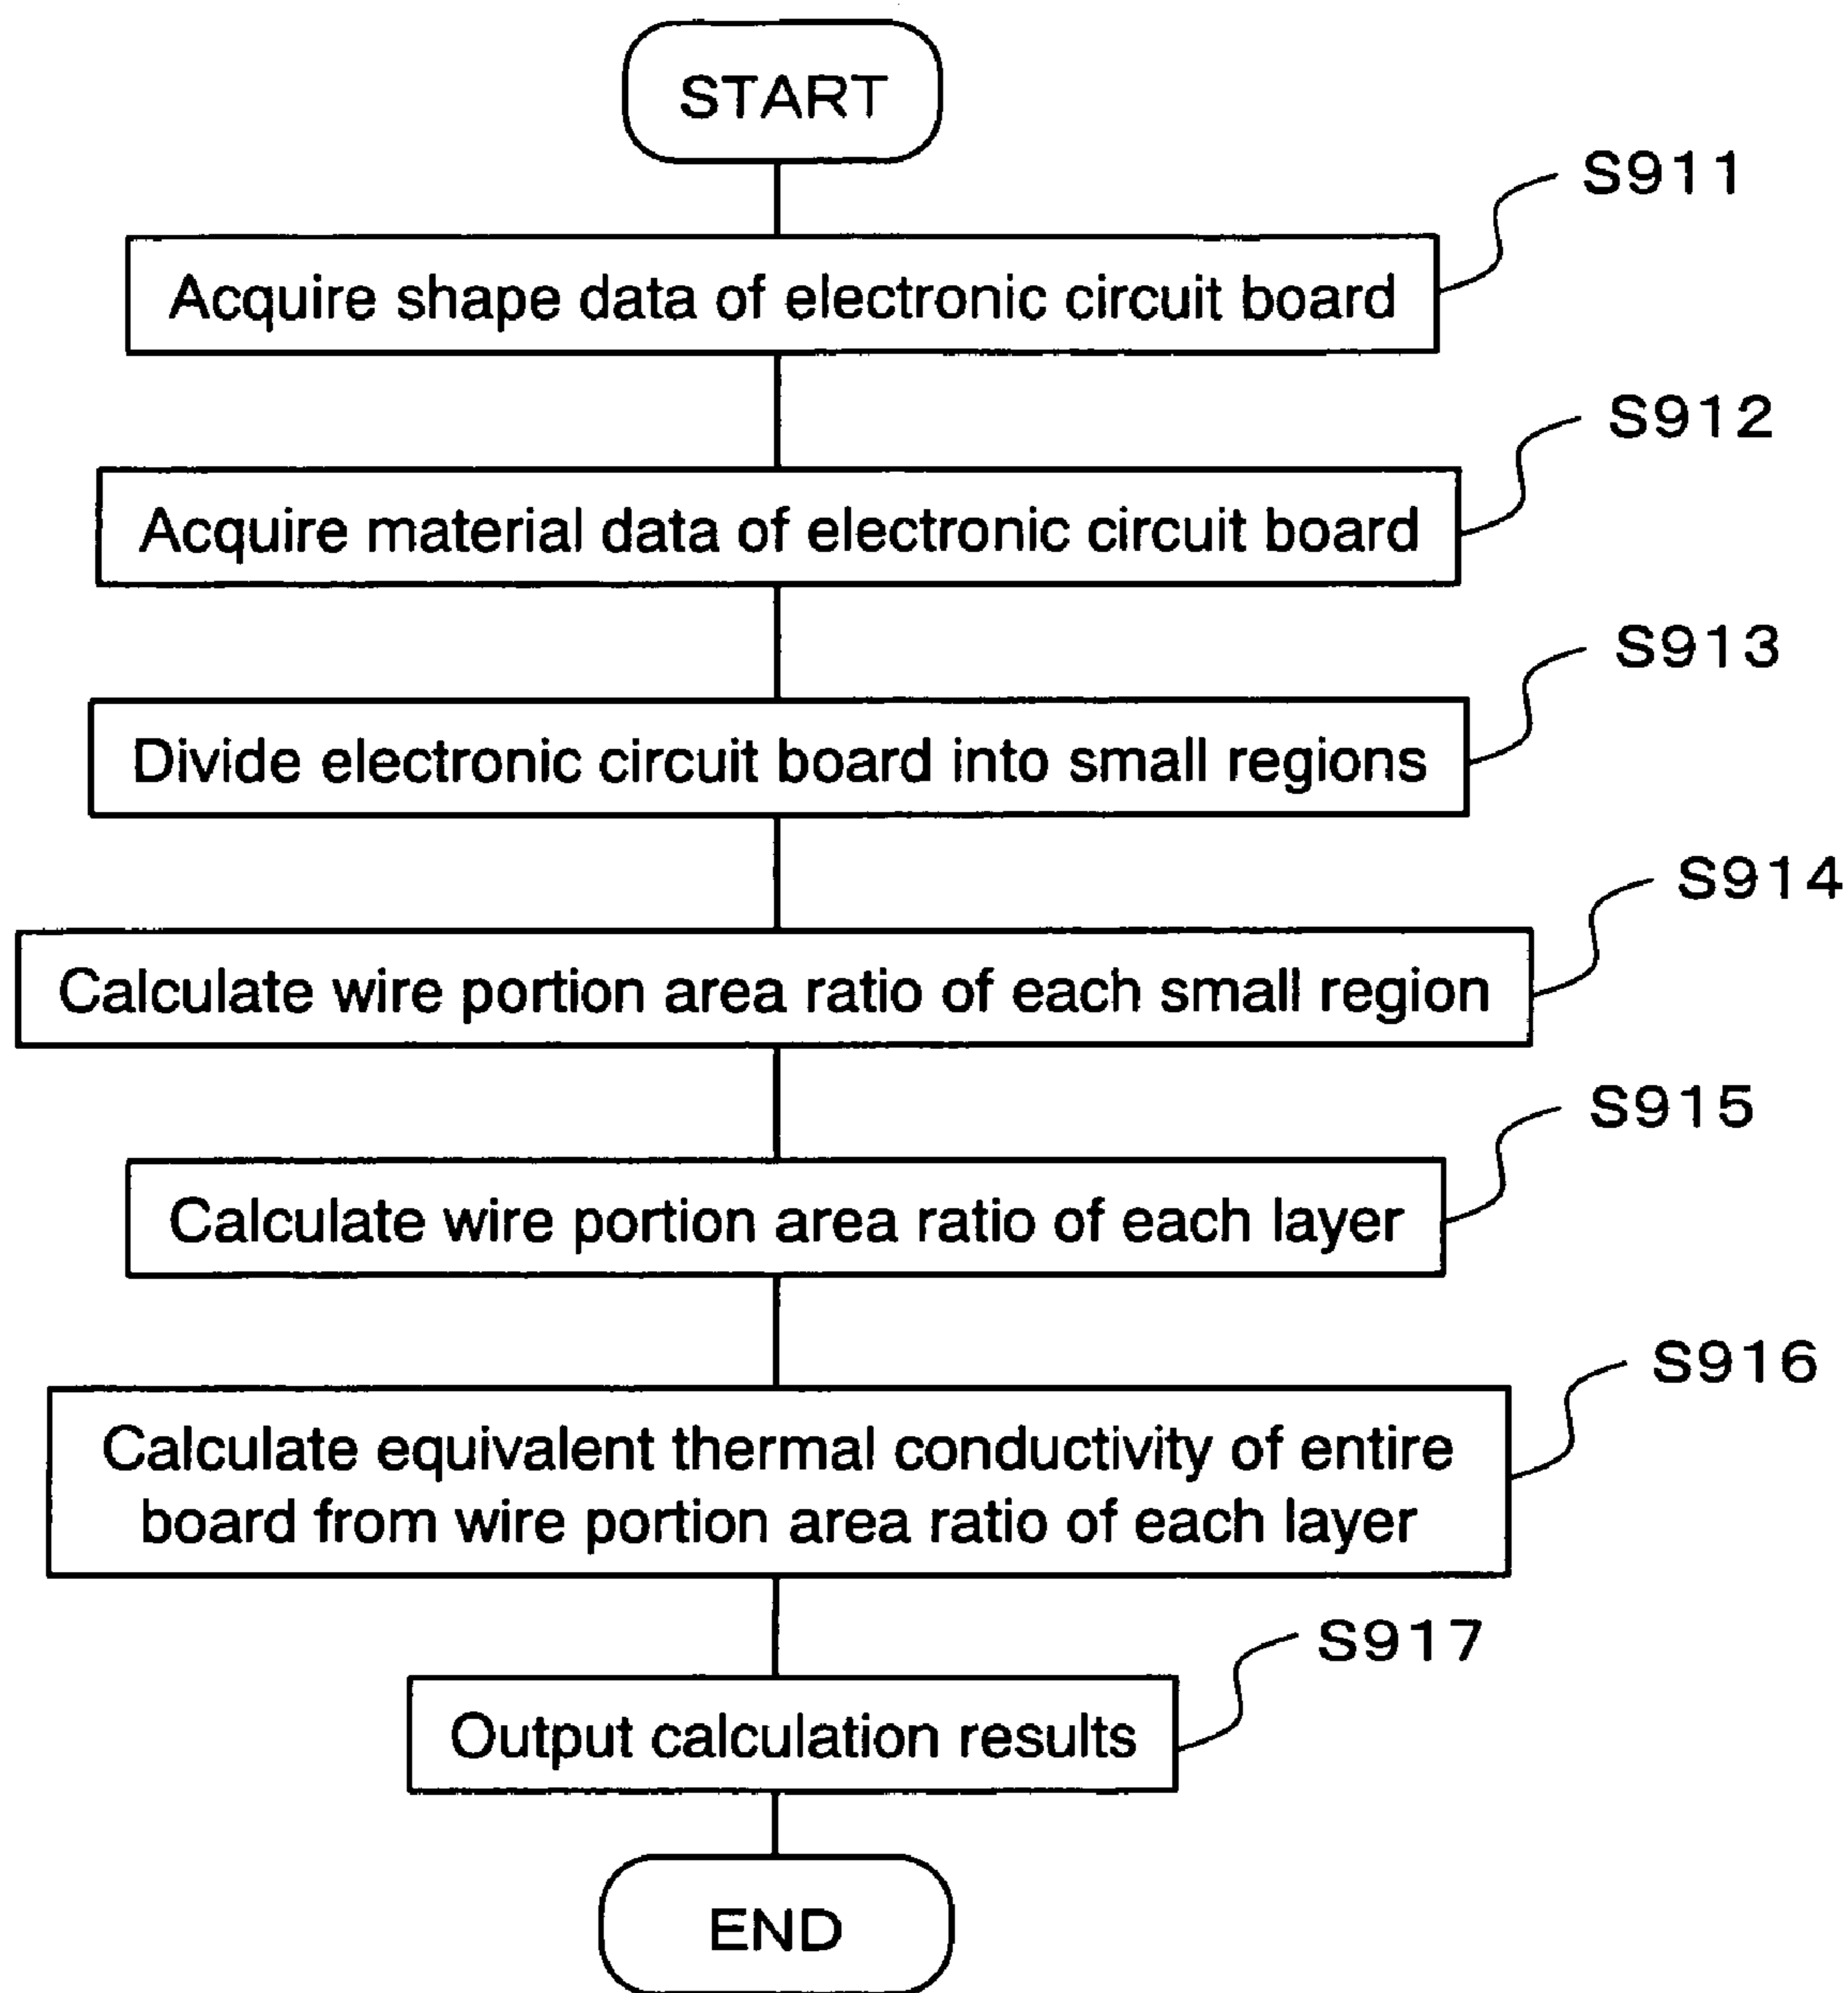 START
S911
Acquire shape data of electronic circuit board
S912
Acquire material data of electronic circuit board
S913
Divide electronic circuit board into small regions
S914
Calculate wire portion area ratio of each small region
S915
Calculate wire portion area ratio of each layer
S916
Calculate equivalent thermal conductivity of entire
board from wire portion area ratio of each layer
S917
Output calculation results
END